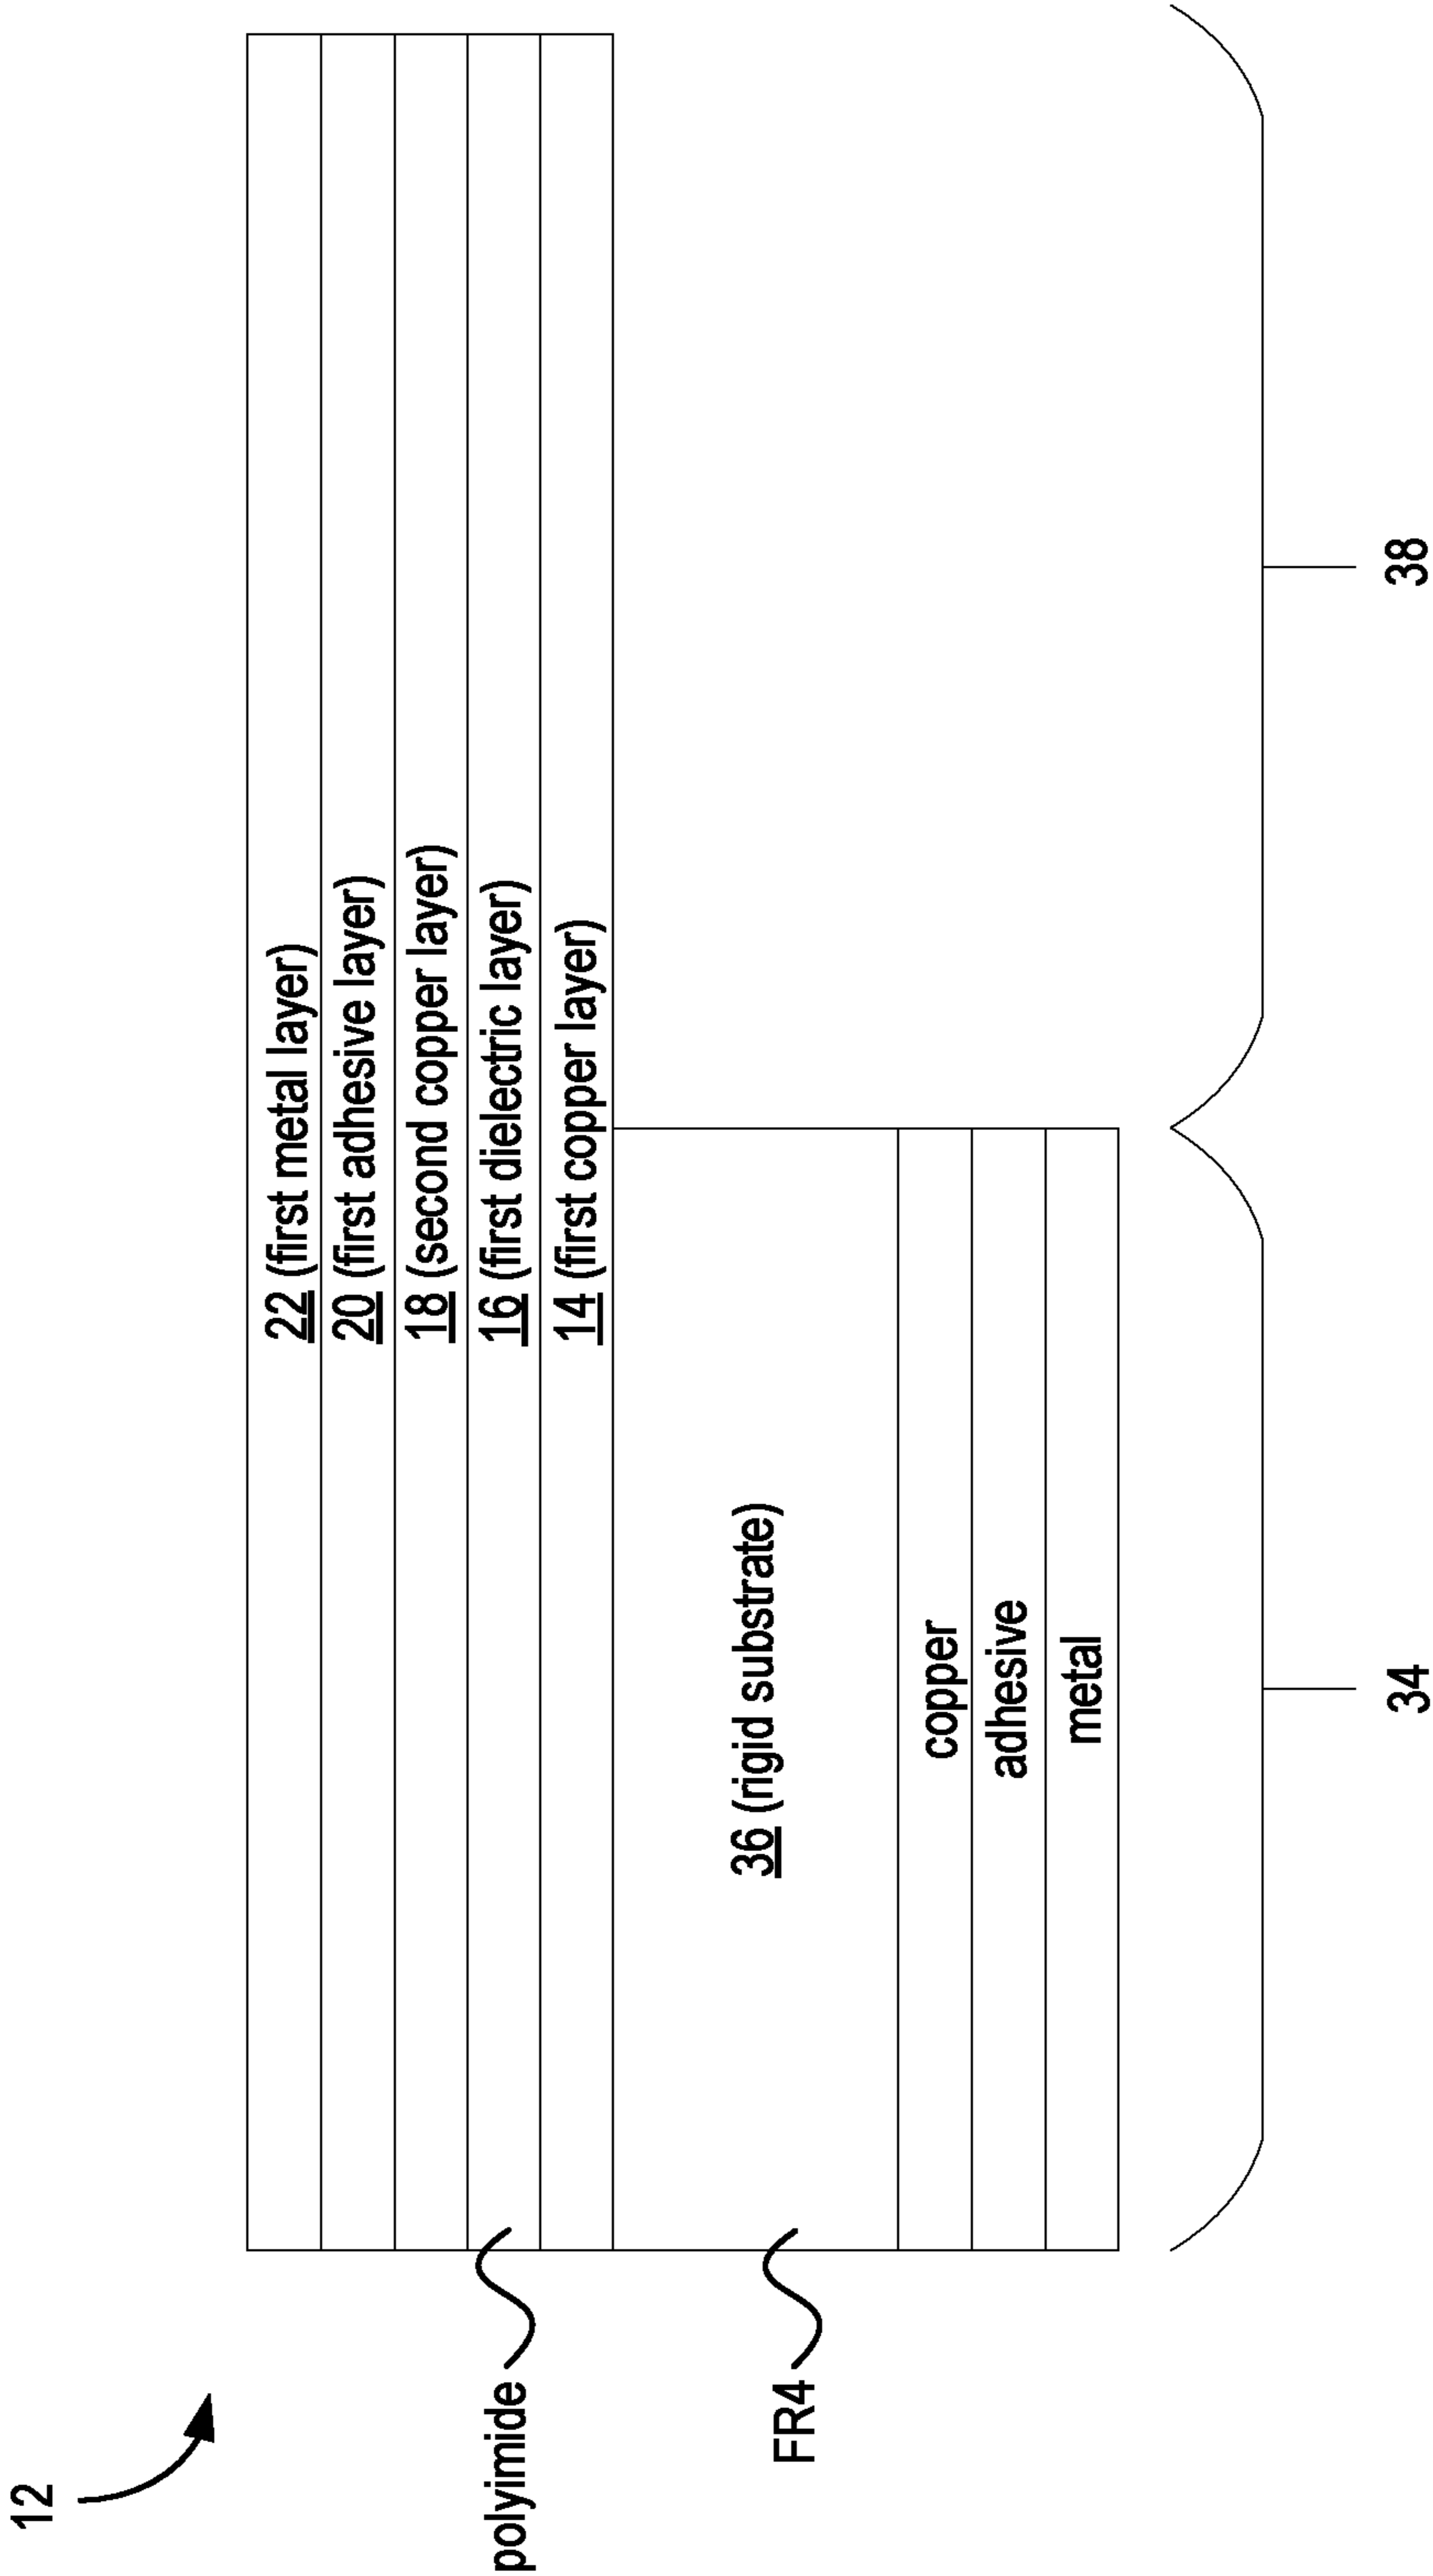 12
22 (first metal layer)
20 (first adhesive layer)
18 (second copper layer)
polyimide
16 (first dielectric layer)
14 (first copper layer)
FR4
36 (rigid substrate)
copper
adhesive
metal
34
38